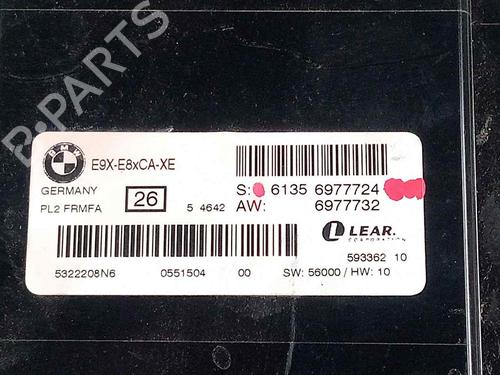 B-PARTS
BMW
E9X-E8xCA-XE
GERMANY
PL2 FRMFA
26
5 4642
S: 6135 6977724
AW: 6977732
LEAR.
CORPORATION
593362 10
5322208N6
0551504
00
SW: 56000 / HW: 10